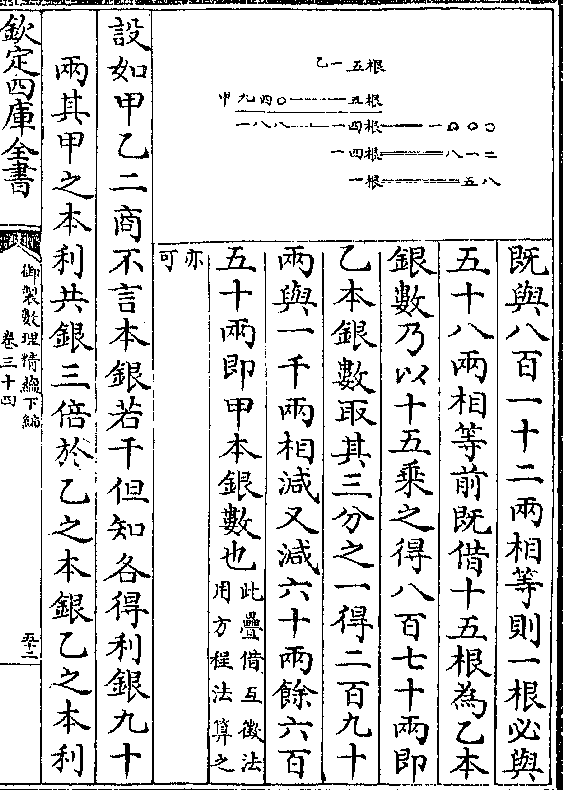 乙一五根
甲九四〇 — 五根
一八八〇⊥一四根 ＝ 一〇〇〇
一四根 ＝ 八一二
一根 ＝ 五八
既與八百一十二兩相等則一根必與
五十八兩相等前既借十五根為乙本
銀數乃以十五乘之得八百七十兩即
乙本銀數取其三分之一得二百九十
兩與一千兩相減又減六十兩餘六百
五十兩即甲本銀數也
此疊借互徵法
用方程法算之
亦可
設如甲乙二商不言本銀若干但知各得利銀九十
兩其甲之本利共銀三倍於乙之本銀乙之本利
欽定四庫全書
御製數理精蘊下編
卷三十四
五十二